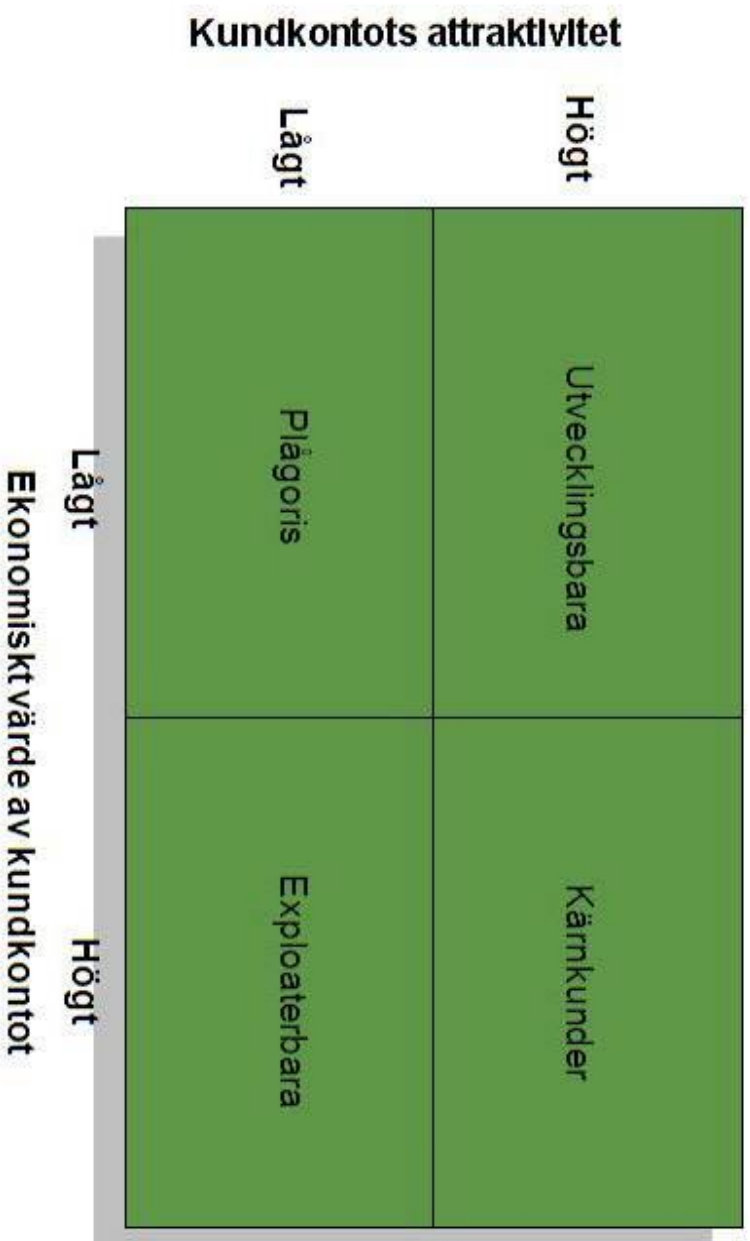 Kundkontots attraktivitet
Högt
Utvecklingsbara
Kärnkunder
Lågt
Plågoris
Exploaterbara
Lågt
Högt
Ekonomiskt värde av kundkontot